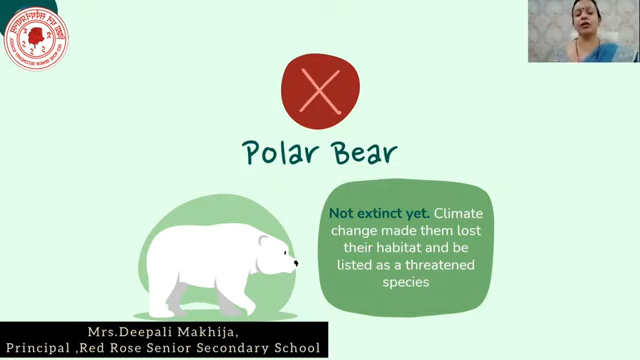 Polar Bear
Not extinct yet. Climate
change made them lost
their habitat and be
listed as a threatened
species
Mrs.Deepali Makhija,
Principal ,Red Rose Senior Secondary School